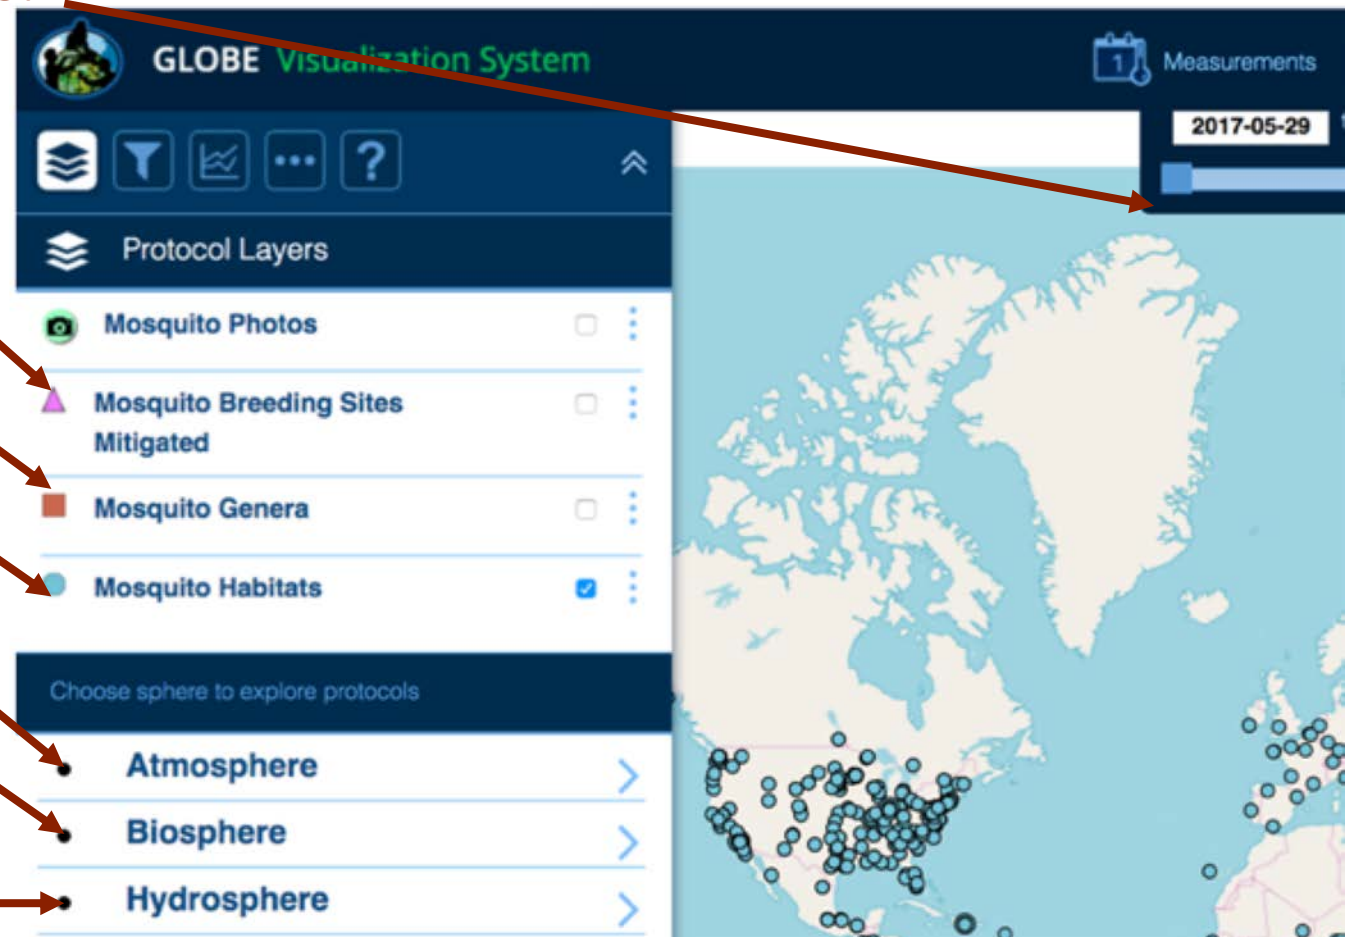 GLOBE Visualization System
1
Measurements
2017-05-29
?
Protocol Layers
Mosquito Photos
Mosquito Breeding Sites
Mitigated
Mosquito Genera
Mosquito Habitats
Choose sphere to explore protocols
Atmosphere
Biosphere
Hydrosphere